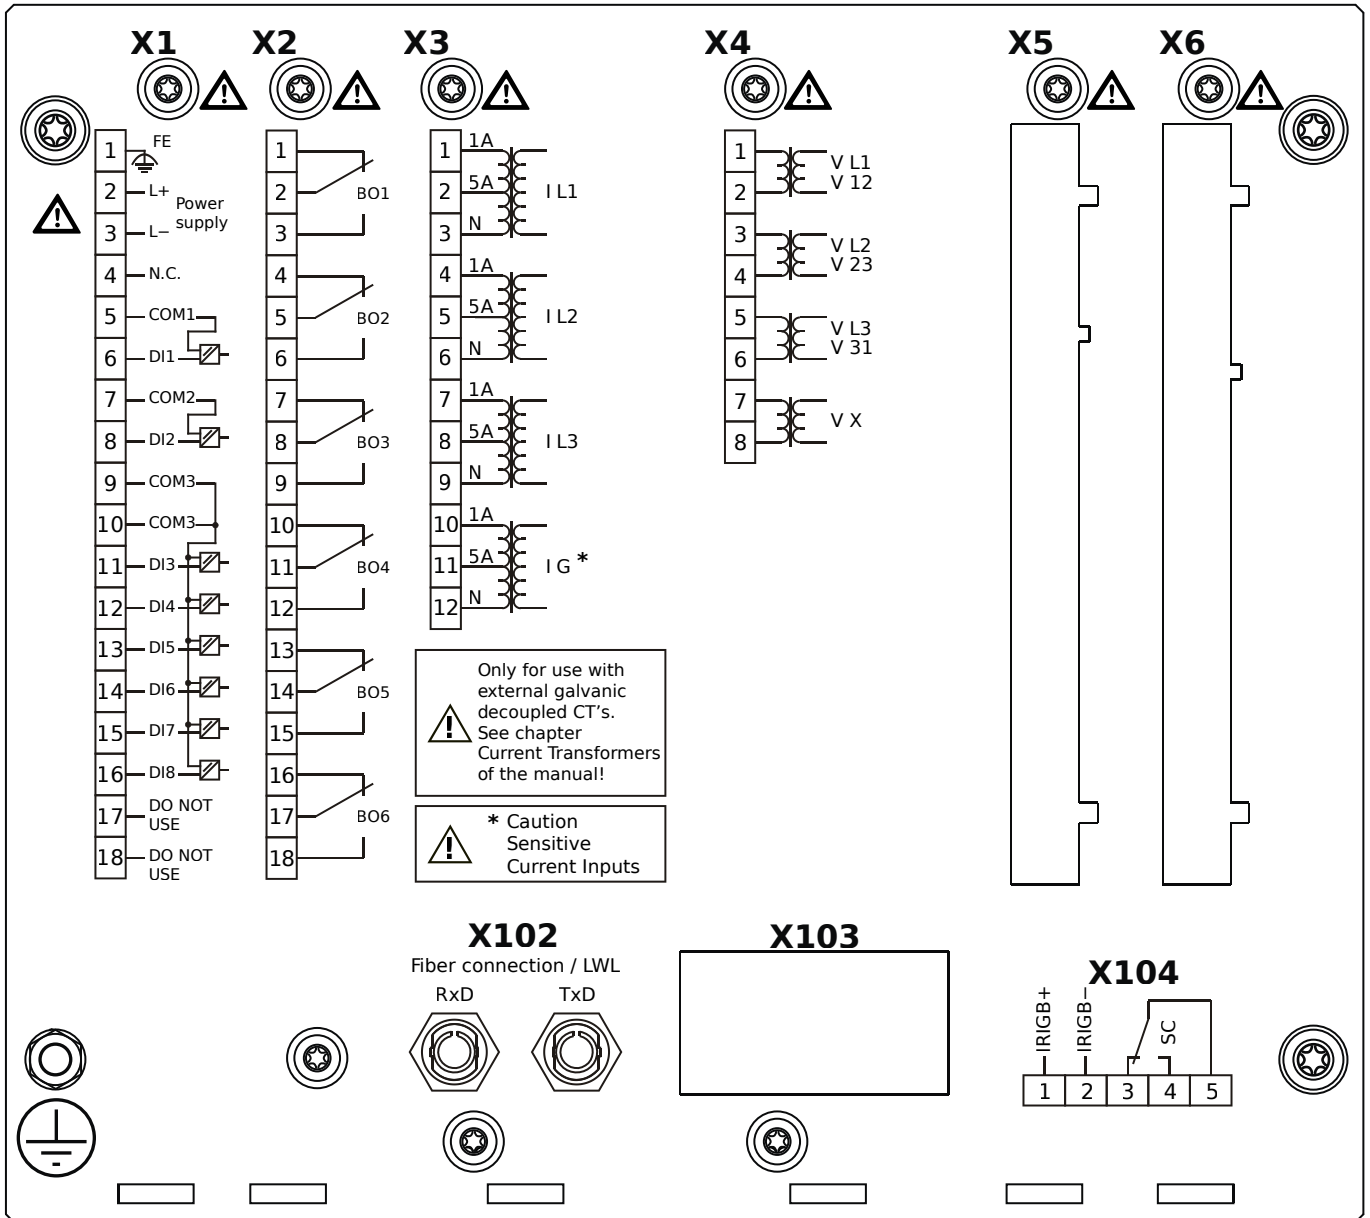 X1
X2
X3
X4
X5
X6
1 FE
2 L+
Power
supply
3 L−
4 N.C.
5 COM1
6 DI1
7 COM2
8 DI2
9 COM3
10 COM3
11 DI3
12 DI4
13 DI5
14 DI6
15 DI7
16 DI8
17 DO NOT
USE
18 DO NOT
USE
1
2 BO1
3
4
5 BO2
6
7
8 BO3
9
10
11 BO4
12
13
14 BO5
15
16
17 BO6
18
1 1A
2 5A I L1
3 N
4 1A
5 5A I L2
6 N
7 1A
8 5A I L3
9 N
10 1A
11 5A I G *
12 N
Only for use with
external galvanic
decoupled CT's.
See chapter
Current Transformers
of the manual!
* Caution
Sensitive
Current Inputs
1 V L1
2 V 12
3 V L2
4 V 23
5 V L3
6 V 31
7 V X
8
X102
Fiber connection / LWL
RxD TxD
X103
X104
IRIGB+
IRIGB−
SC
1 2 3 4 5